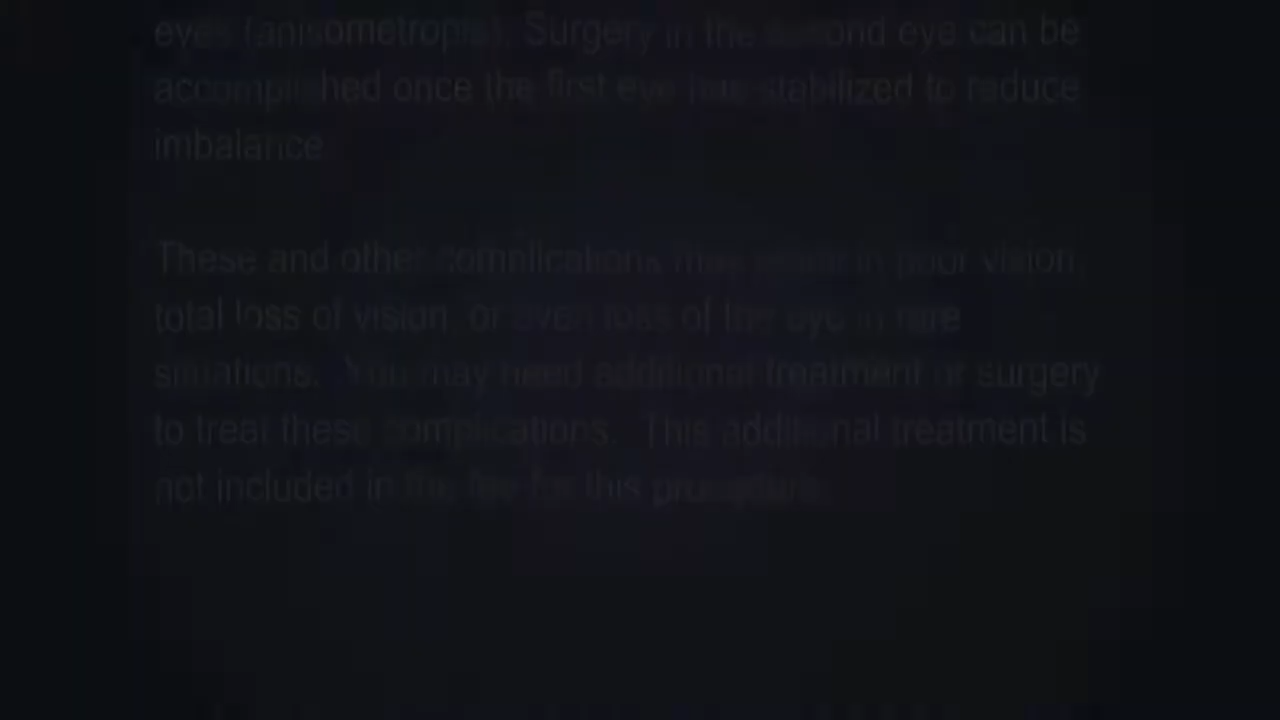 eyes (anisometropia). Surgery in the second eye can be
accomplished once the first eye has stabilized to reduce
imbalance
These and other complications may result in poor vision,
total loss of vision, or even loss of the eye in rare
situations. You may need additional treatment or surgery
to treat these complications. This additional treatment is
not included in the fee for this procedure.